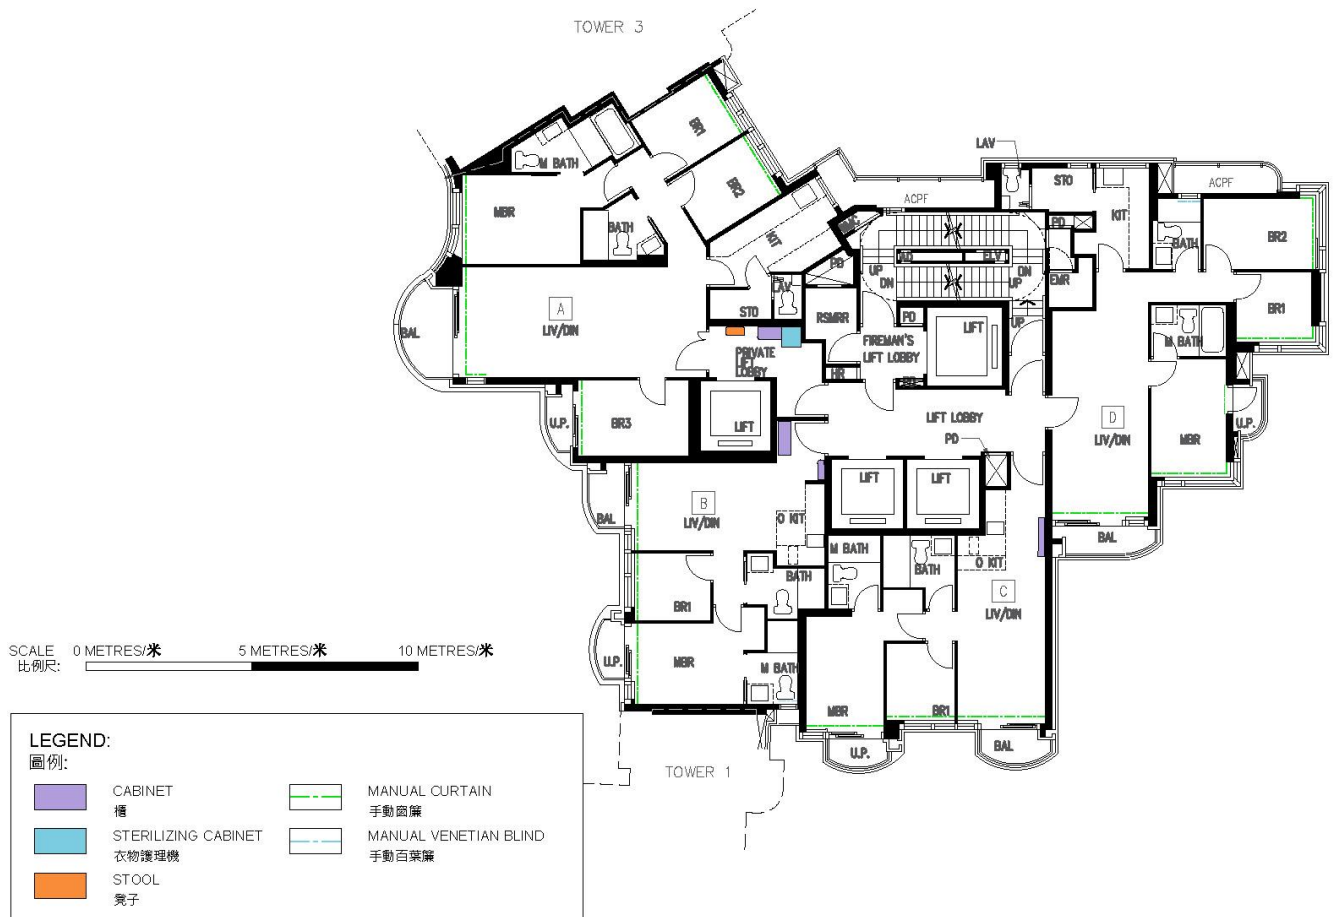 TOWER 3
LAV
M BATH
BR1
STO
ACPF
BR2
ACPF
KIT
MBR
BATH
KIT
PD
BATH
BR2
UP
AD
ELV
DN
PD
DN
UP
EMR
LAV
BR1
BAL
A
LIV/DIN
STO
RSMRR
PD
LIFT
UP
M BATH
PRIVATE
LIFT
LOBBY
FIREMAN'S
LIFT LOBBY
HR
U.P.
BR3
LIFT
LIFT LOBBY
D
LIV/DIN
MBR
U.P.
PD
LIFT
LIFT
B
LIV/DIN
BAL
O KIT
BAL
M BATH
BATH
O KIT
BATH
C
LIV/DIN
BR1
U.P.
MBR
M BATH
MBR
BR1
U.P.
BAL
TOWER 1
SCALE 0 METRES/米 5 METRES/米 10 METRES/米
比例尺:
LEGEND:
圖例:
CABINET
櫃
MANUAL CURTAIN
手動窗簾
STERILIZING CABINET
衣物護理機
MANUAL VENETIAN BLIND
手動百葉簾
STOOL
凳子